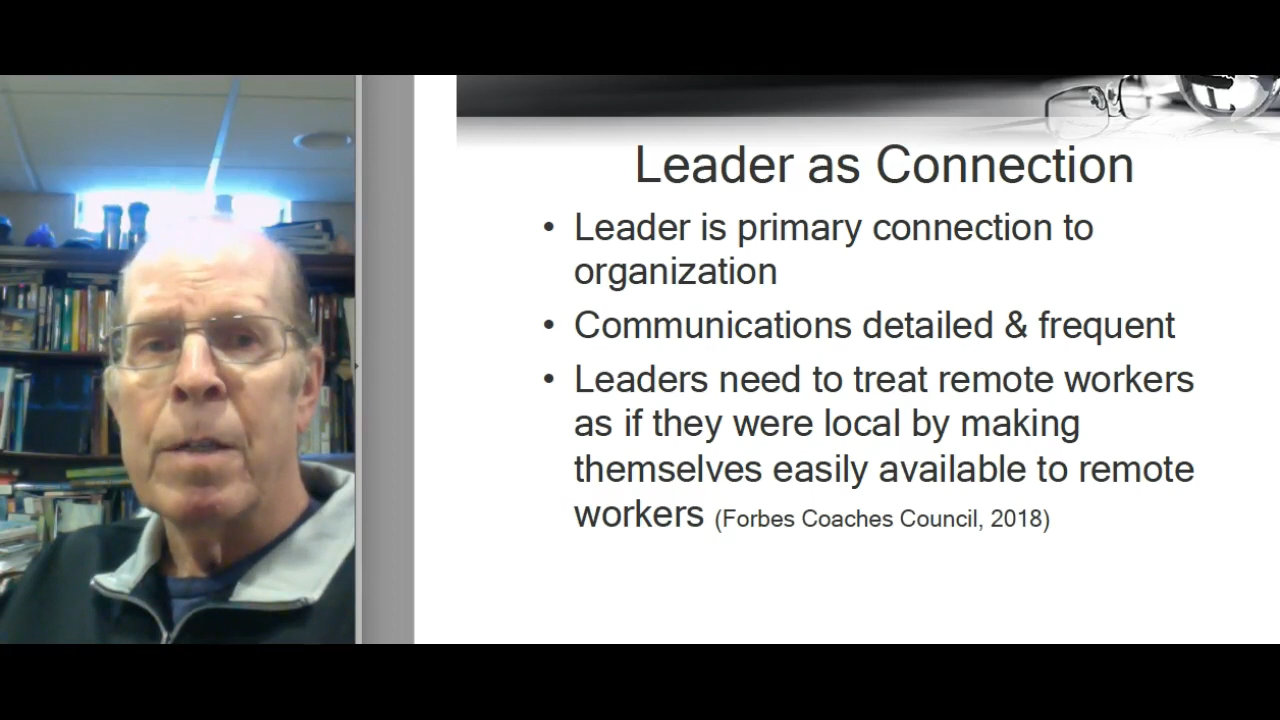 Leader as Connection
• Leader is primary connection to
organization
• Communications detailed & frequent
• Leaders need to treat remote workers
as if they were local by making
themselves easily available to remote
workers (Forbes Coaches Council, 2018)